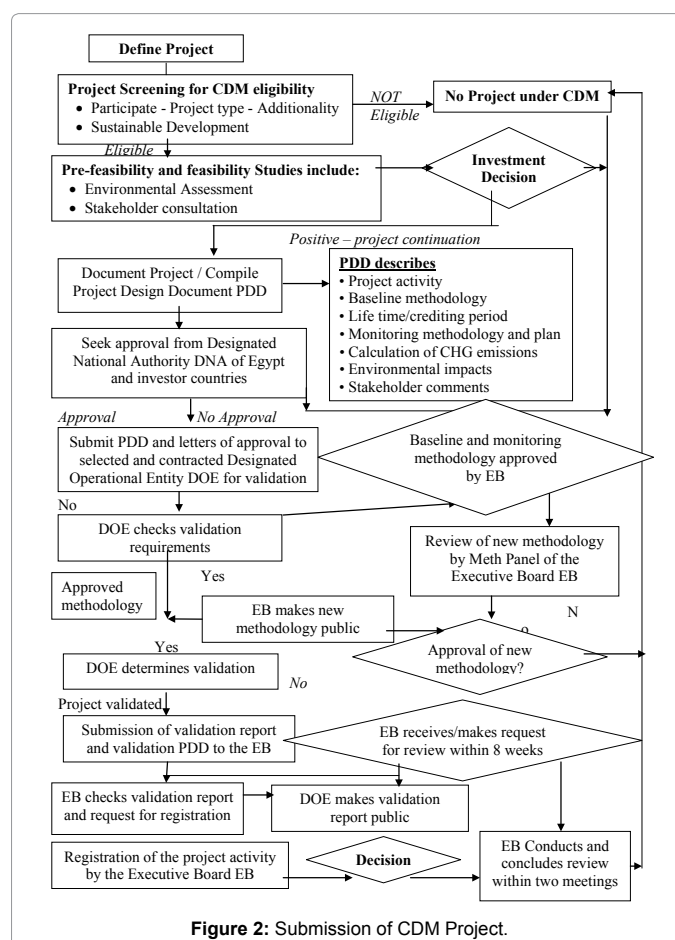 Define Project
Project Screening for CDM eligibility
• Participate - Project type - Additionality
• Sustainable Development
NOT
Eligible
No Project under CDM
Eligible
Pre-feasibility and feasibility Studies include:
• Environmental Assessment
• Stakeholder consultation
Investment
Decision
Positive – project continuation
Document Project / Compile
Project Design Document PDD
PDD describes
• Project activity
• Baseline methodology
• Life time/crediting period
• Monitoring methodology and plan
• Calculation of CHG emissions
• Environmental impacts
• Stakeholder comments
Seek approval from Designated
National Authority DNA of Egypt
and investor countries
Approval
No Approval
Submit PDD and letters of approval to
selected and contracted Designated
Operational Entity DOE for validation
Baseline and monitoring
methodology approved
by EB
No
DOE checks validation
requirements
Review of new methodology
by Meth Panel of the
Executive Board EB
Yes
Approved
methodology
EB makes new
methodology public
N
o
Approval of new
methodology?
Yes
DOE determines validation
No
Project validated
Submission of validation report
and validation PDD to the EB
EB receives/makes request
for review within 8 weeks
EB checks validation report
and request for registration
DOE makes validation
report public
Registration of the project activity
by the Executive Board EB
Decision
EB Conducts and
concludes review
within two meetings
Figure 2: Submission of CDM Project.